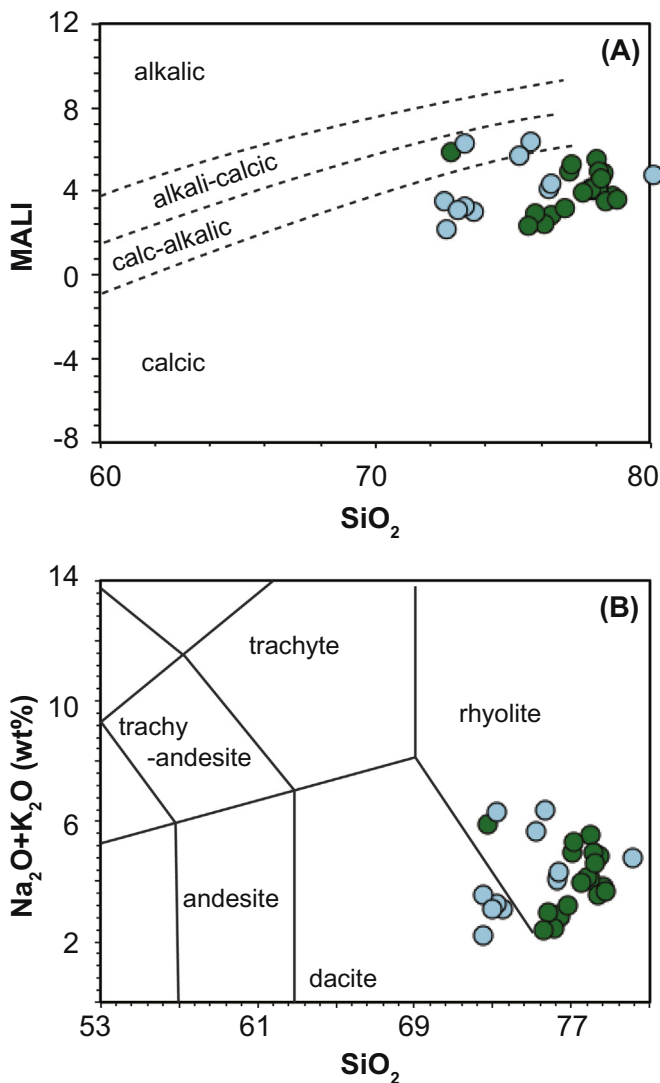 12
8
4
0
-4
-8
MALI
(A)
alkalic
alkali-calcic
calc-alkalic
calcic
60
70
80
SiO₂
14
10
6
2
Na₂O+K₂O (wt%)
(B)
trachyte
rhyolite
trachy
-andesite
andesite
dacite
53
61
69
77
SiO₂